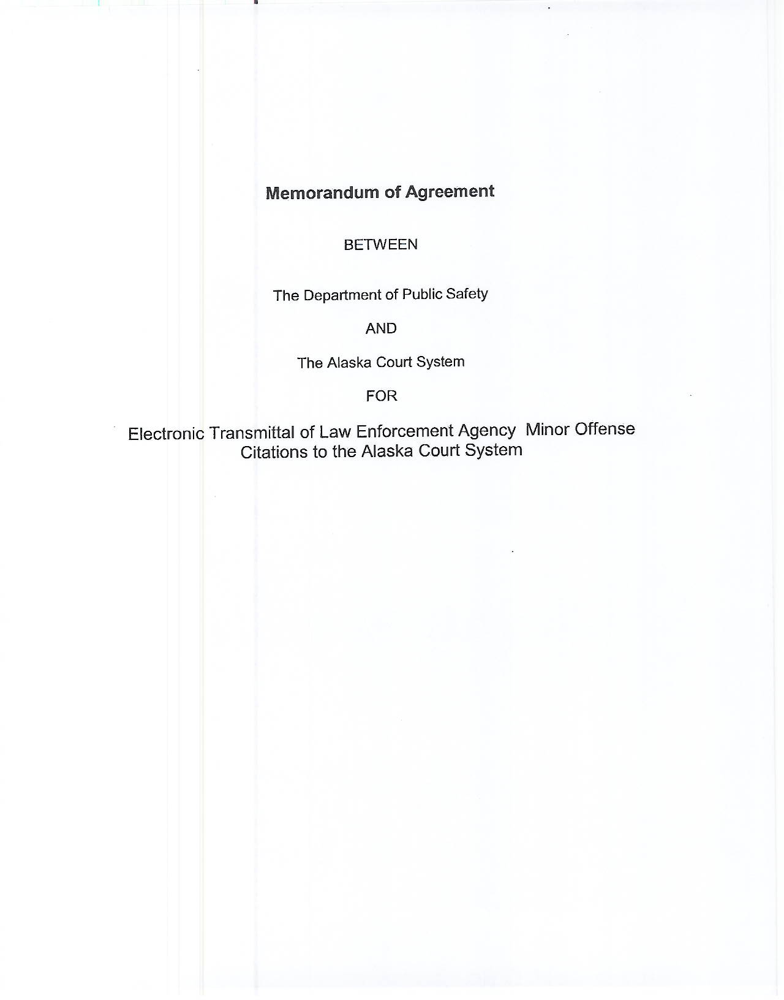 Memorandum of Agreement
BETWEEN
The Department of Public Safety
AND
The Alaska Court System
FOR
Electronic Transmittal of Law Enforcement Agency Minor Offense
Citations to the Alaska Court System